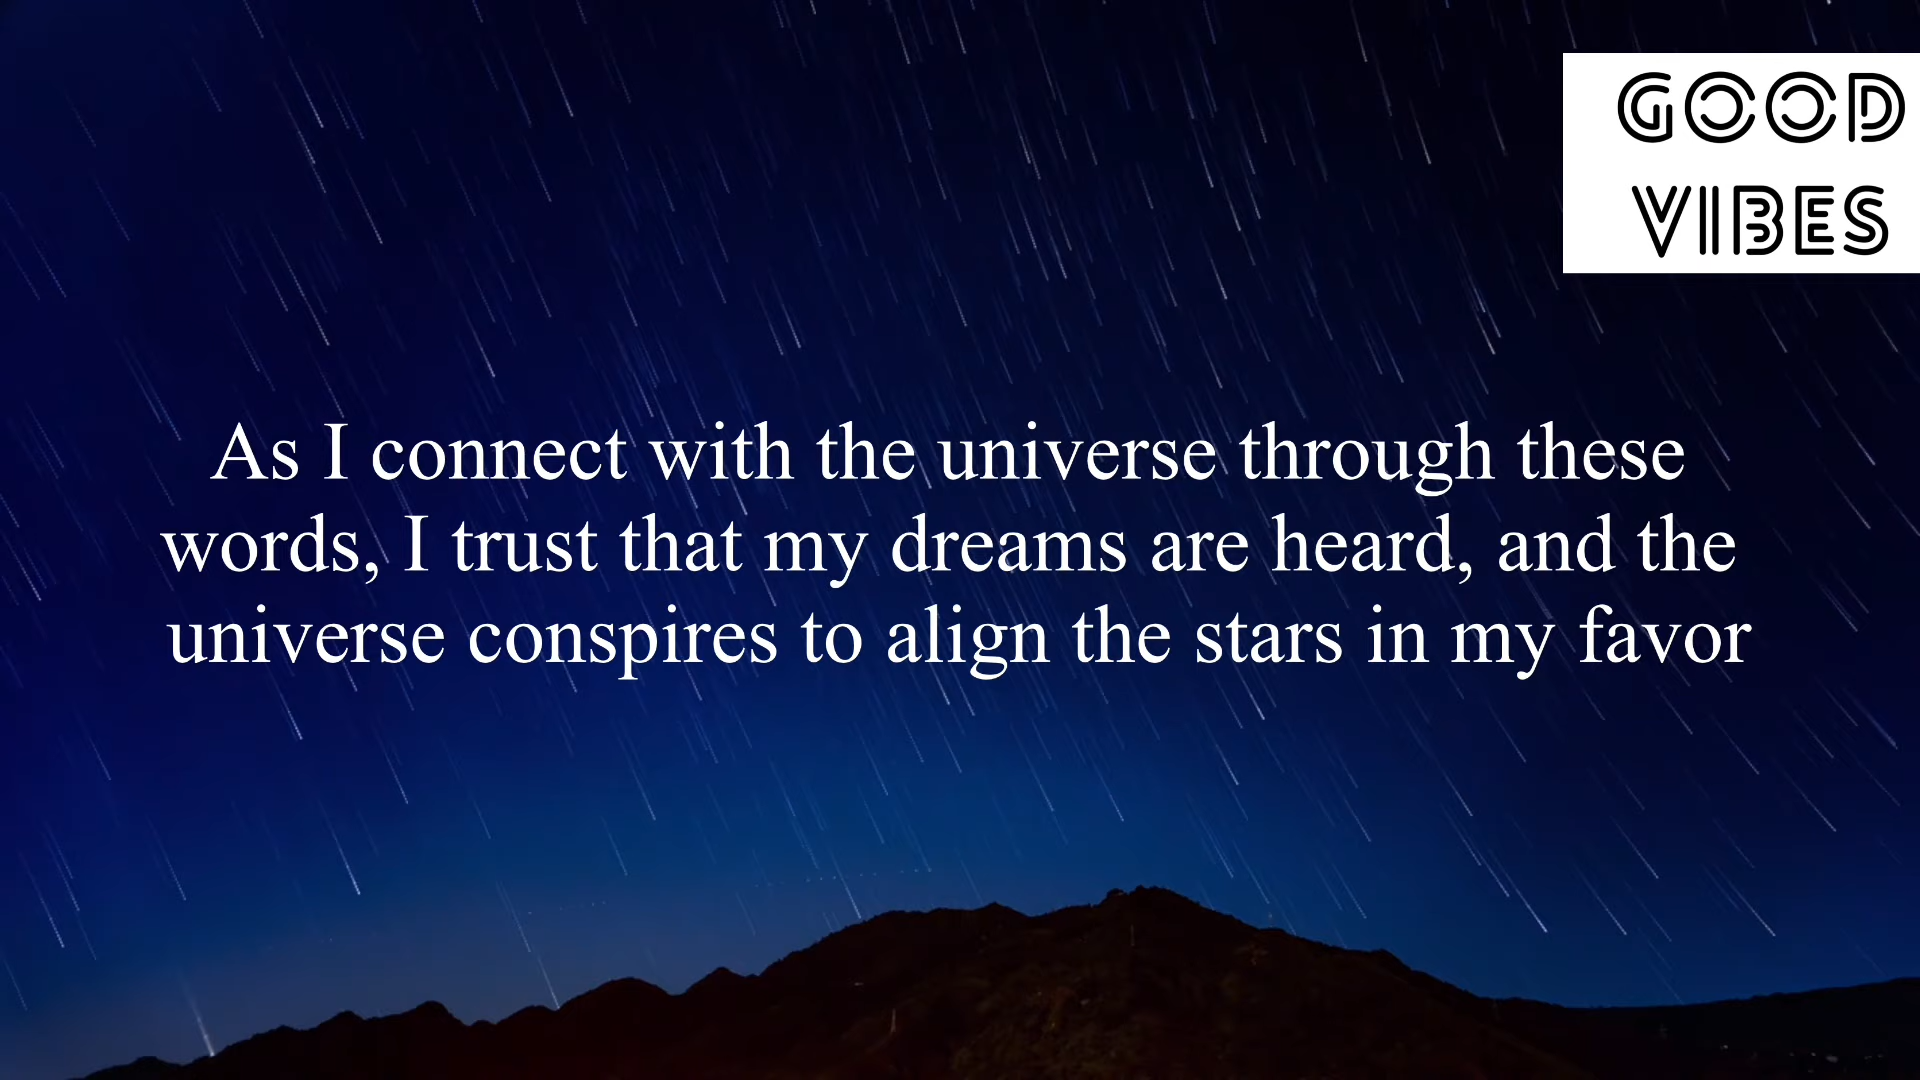 GOOD
VIBES
As I connect with the universe through these
words, I trust that my dreams are heard, and the
universe conspires to align the stars in my favor